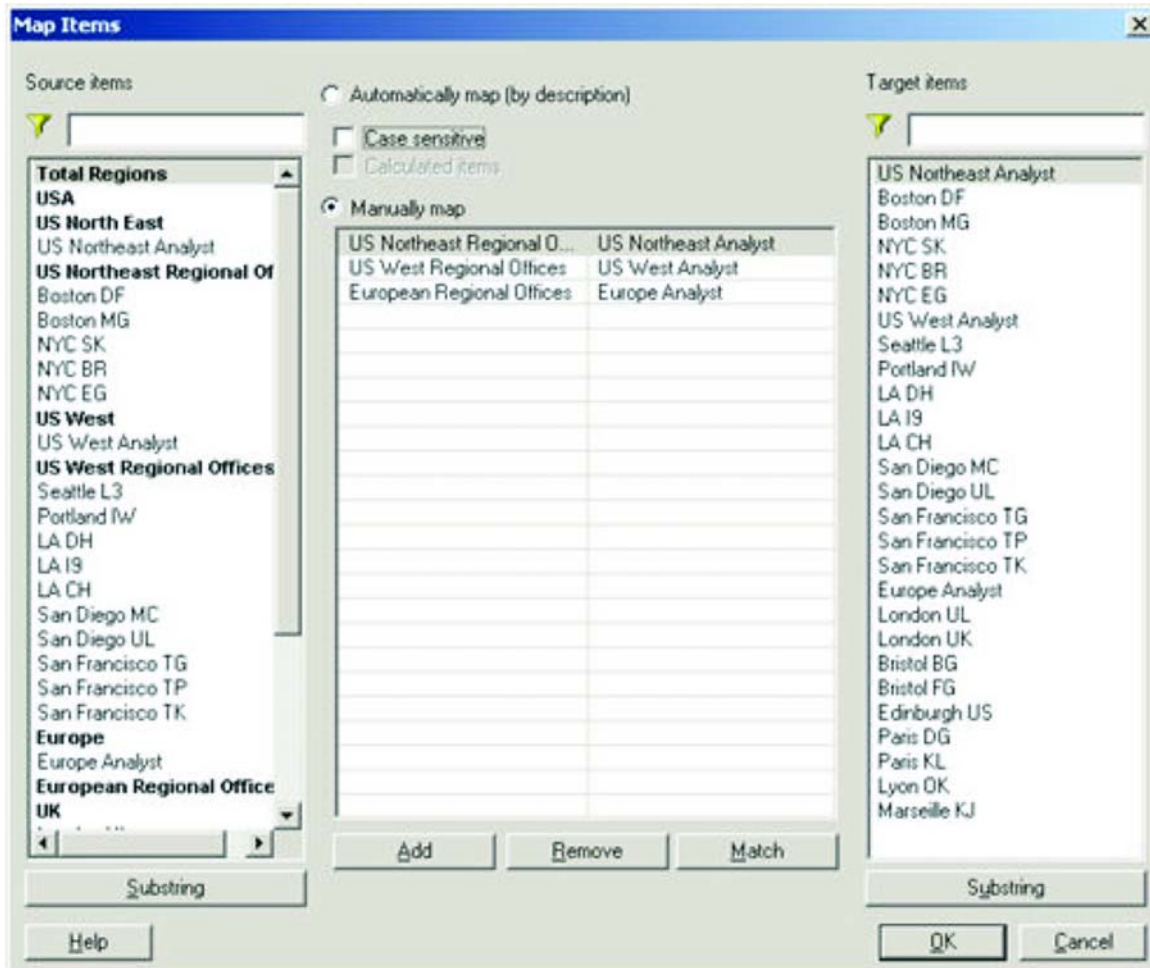 Map Items
Source items
Total Regions
USA
US North East
US Northeast Analyst
US Northeast Regional Of
Boston DF
Boston MG
NYC SK
NYC BR
NYC EG
US West
US West Analyst
US West Regional Offices
Seattle L3
Portland IW
LA DH
LA I9
LA CH
San Diego MC
San Diego UL
San Francisco TG
San Francisco TP
San Francisco TK
Europe
Europe Analyst
European Regional Office
UK
Substring
Help
Automatically map (by description)
Case sensitive
Calculated items
Manually map
US Northeast Regional O... US Northeast Analyst
US West Regional Offices US West Analyst
European Regional Offices Europe Analyst
Add Remove Match
Target items
US Northeast Analyst
Boston DF
Boston MG
NYC SK
NYC BR
NYC EG
US West Analyst
Seattle L3
Portland IW
LA DH
LA I9
LA CH
San Diego MC
San Diego UL
San Francisco TG
San Francisco TP
San Francisco TK
Europe Analyst
London UL
London UK
Bristol BG
Bristol FG
Edinburgh US
Paris DG
Paris KL
Lyon OK
Marseille KJ
Substring
OK Cancel